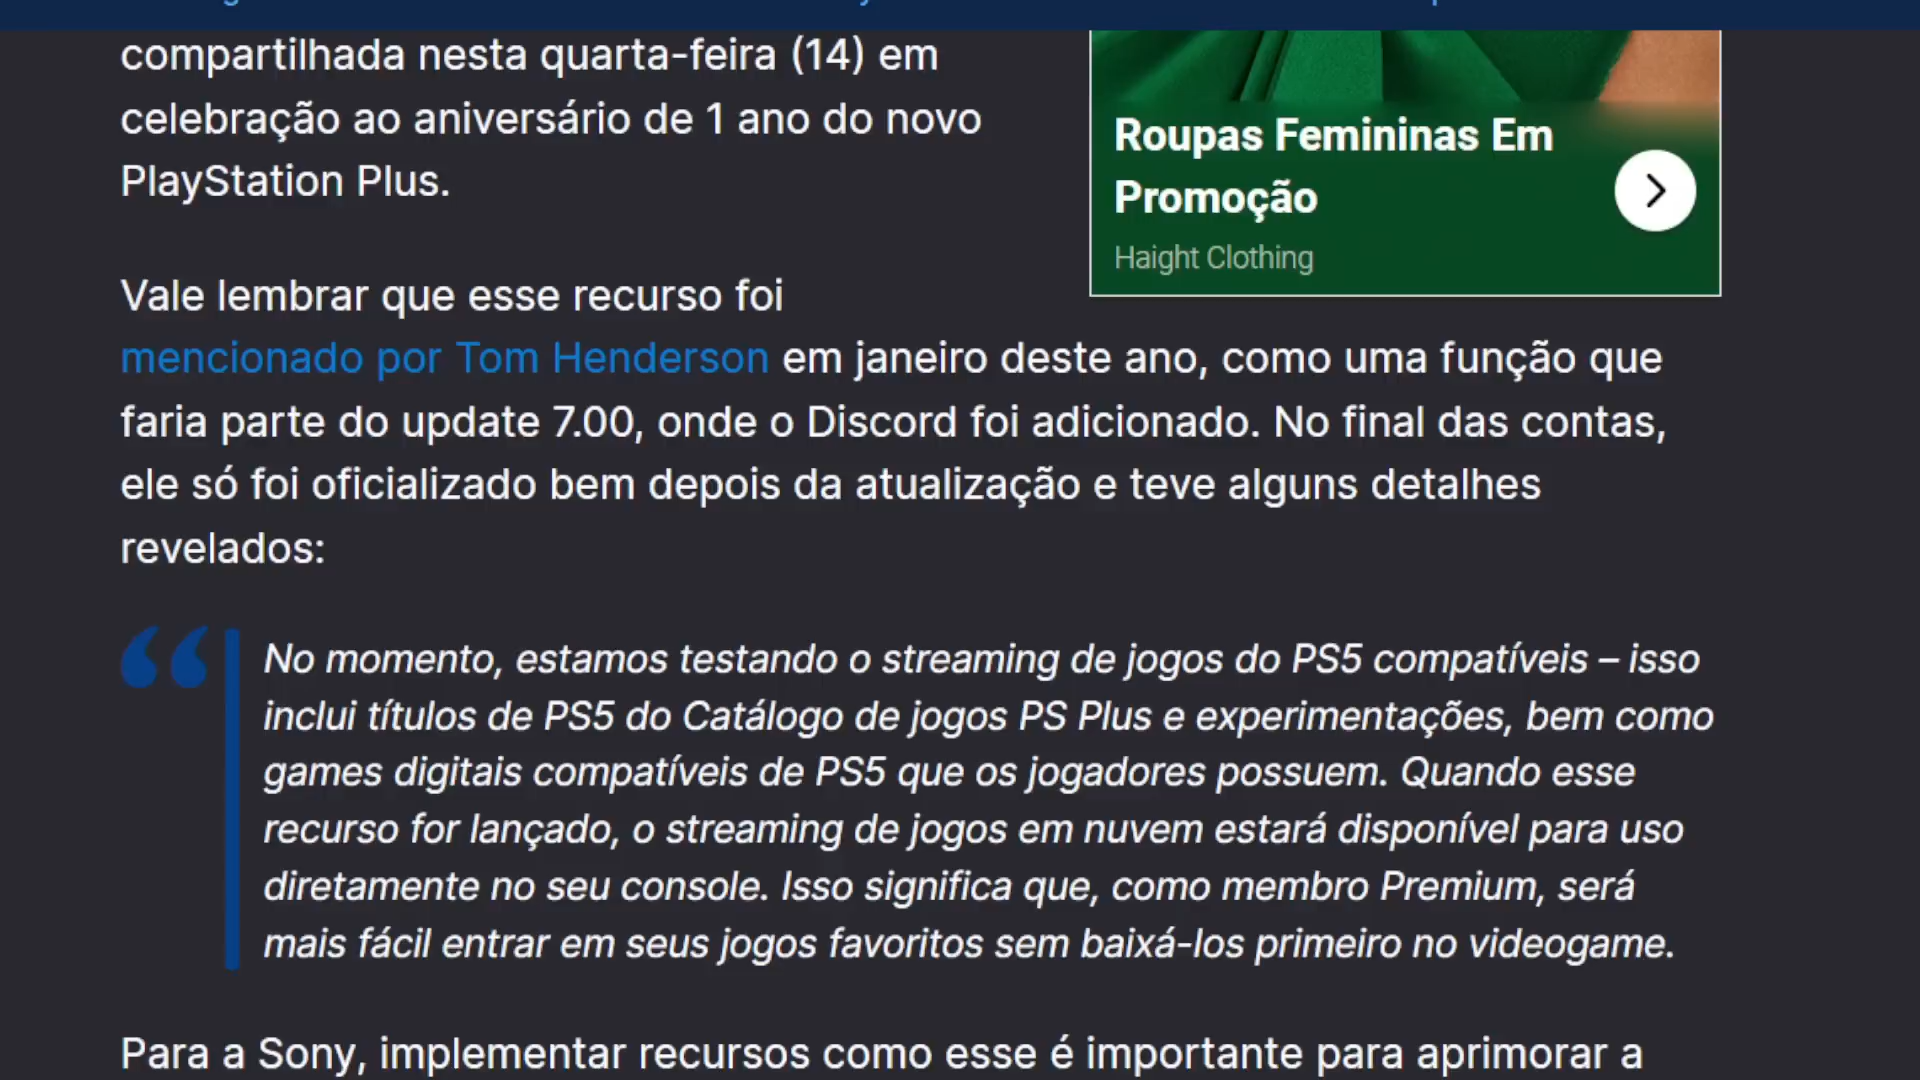 compartilhada nesta quarta-feira (14) em
celebração ao aniversário de 1 ano do novo
PlayStation Plus.
Roupas Femininas Em
Promoção
Haight Clothing
Vale lembrar que esse recurso foi
mencionado por Tom Henderson em janeiro deste ano, como uma função que
faria parte do update 7.00, onde o Discord foi adicionado. No final das contas,
ele só foi oficializado bem depois da atualização e teve alguns detalhes
revelados:
“ No momento, estamos testando o streaming de jogos do PS5 compatíveis – isso
inclui títulos de PS5 do Catálogo de jogos PS Plus e experimentações, bem como
games digitais compatíveis de PS5 que os jogadores possuem. Quando esse
recurso for lançado, o streaming de jogos em nuvem estará disponível para uso
diretamente no seu console. Isso significa que, como membro Premium, será
mais fácil entrar em seus jogos favoritos sem baixá-los primeiro no videogame.
Para a Sony, implementar recursos como esse é importante para aprimorar a